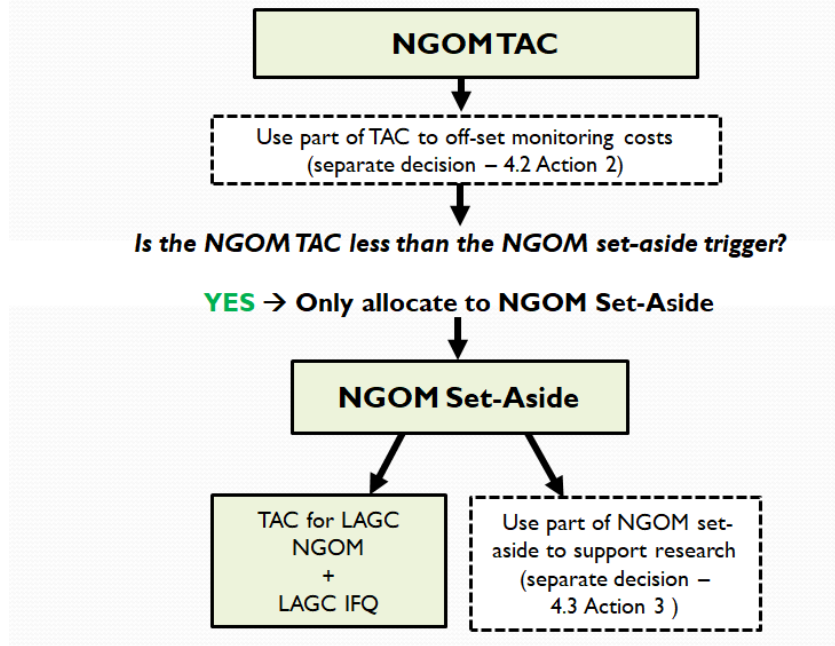 NGOM TAC
Use part of TAC to off-set monitoring costs
(separate decision – 4.2 Action 2)
Is the NGOM TAC less than the NGOM set-aside trigger?
YES → Only allocate to NGOM Set-Aside
NGOM Set-Aside
TAC for LAGC
NGOM
+
LAGC IFQ
Use part of NGOM set-
aside to support research
(separate decision –
4.3 Action 3 )